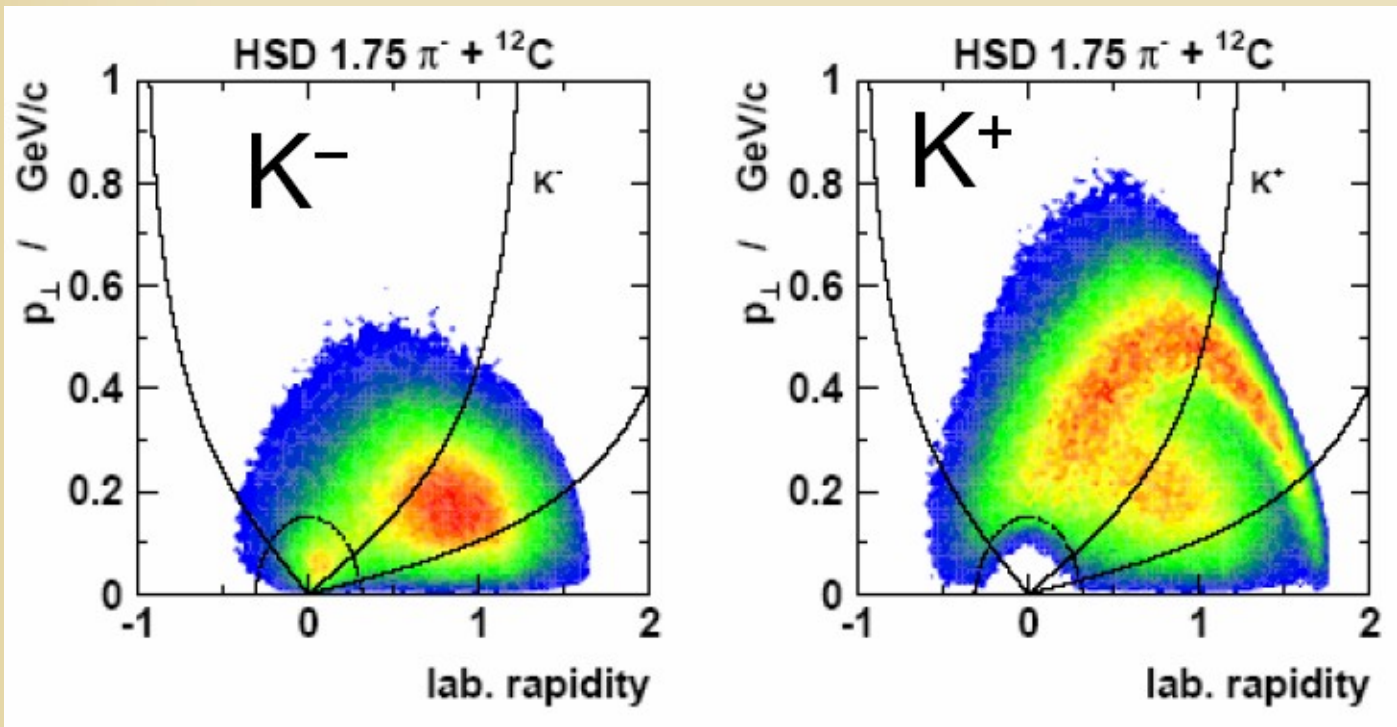 HSD 1.75 π⁻ + ¹²C
p⊥ / GeV/c
1
0.8
0.6
0.4
0.2
0
K⁻
K⁻
-1 0 1 2
lab. rapidity
HSD 1.75 π⁻ + ¹²C
p⊥ / GeV/c
1
0.8
0.6
0.4
0.2
0
K⁺
K⁺
-1 0 1 2
lab. rapidity